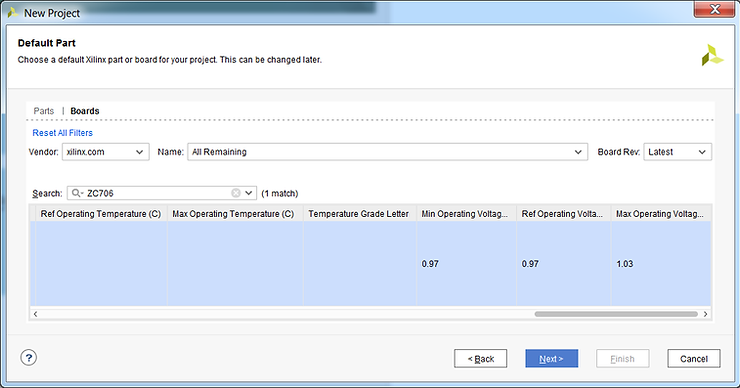 New Project
Default Part
Choose a default Xilinx part or board for your project. This can be changed later.
Parts | Boards
Reset All Filters
Vendor: xilinx.com Name: All Remaining Board Rev: Latest
Search: ZC706 (1 match)
Ref Operating Temperature (C) Max Operating Temperature (C) Temperature Grade Letter Min Operating Voltag... Ref Operating Volta... Max Operating Voltag...
0.97 0.97 1.03
? < Back Next > Finish Cancel